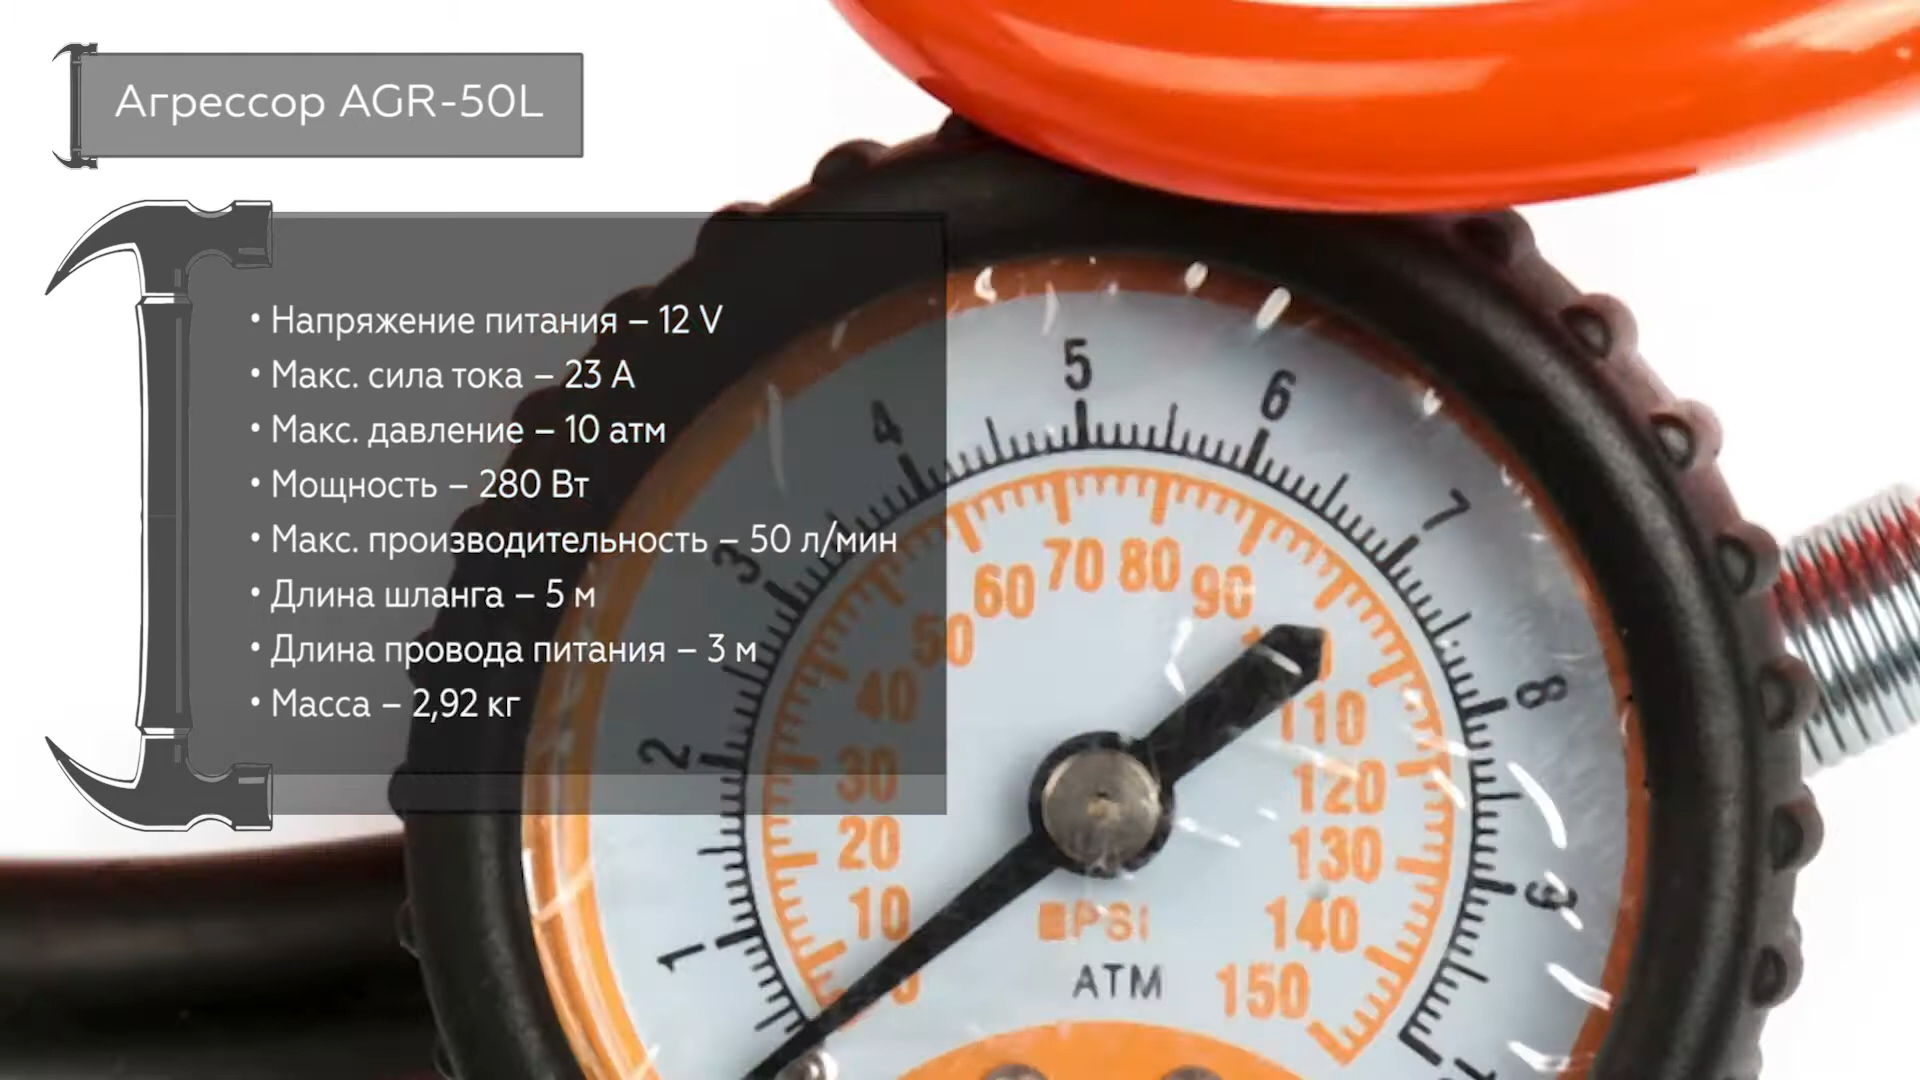 Агрессор AGR-50L
• Напряжение питания – 12 V
• Макс. сила тока – 23 А
• Макс. давление – 10 атм
• Мощность – 280 Вт
• Макс. производительность – 50 л/мин
• Длина шланга – 5 м
• Длина провода питания – 3 м
• Масса – 2,92 кг
1
2
3
4
5
6
7
8
9
0
10
20
30
40
50
60
70
80
90
110
120
130
140
150
PSI
ATM